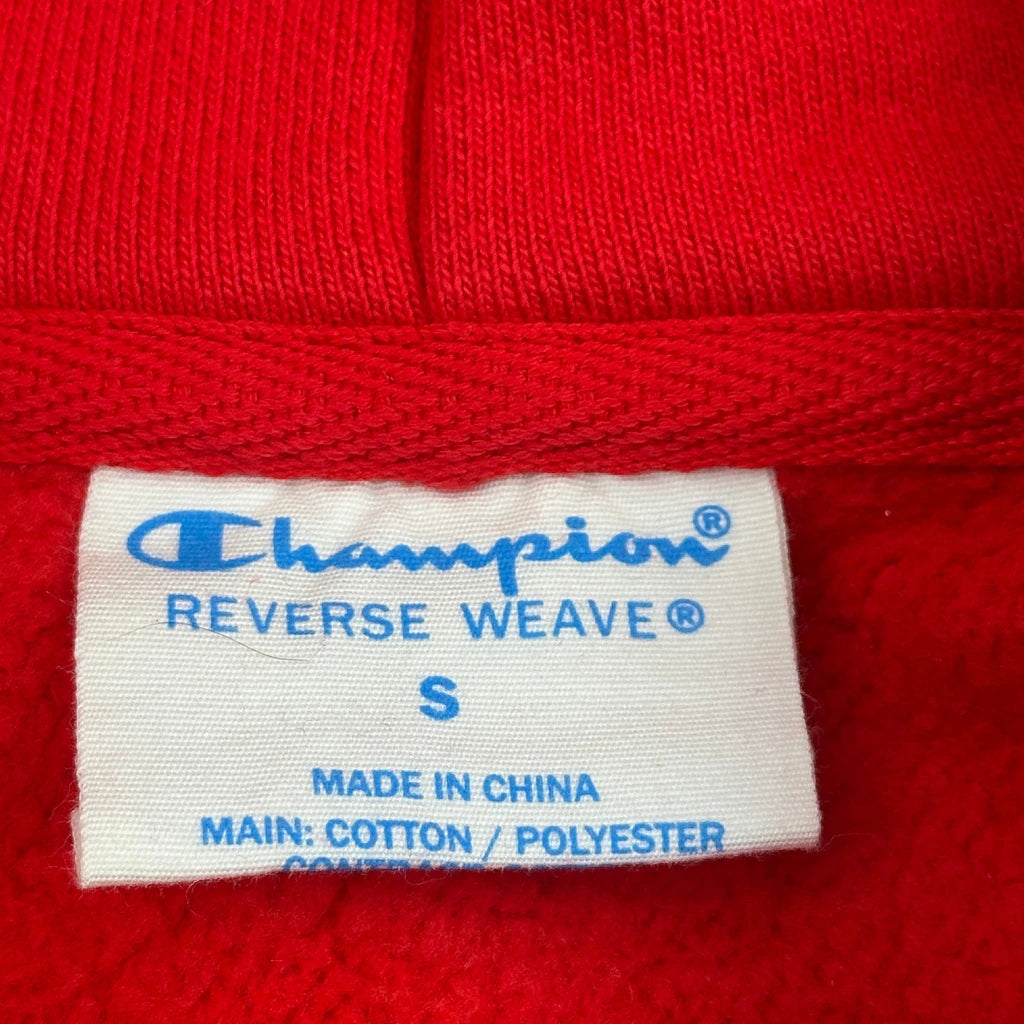 Champion®
REVERSE WEAVE®
S
MADE IN CHINA
MAIN: COTTON / POLYESTER